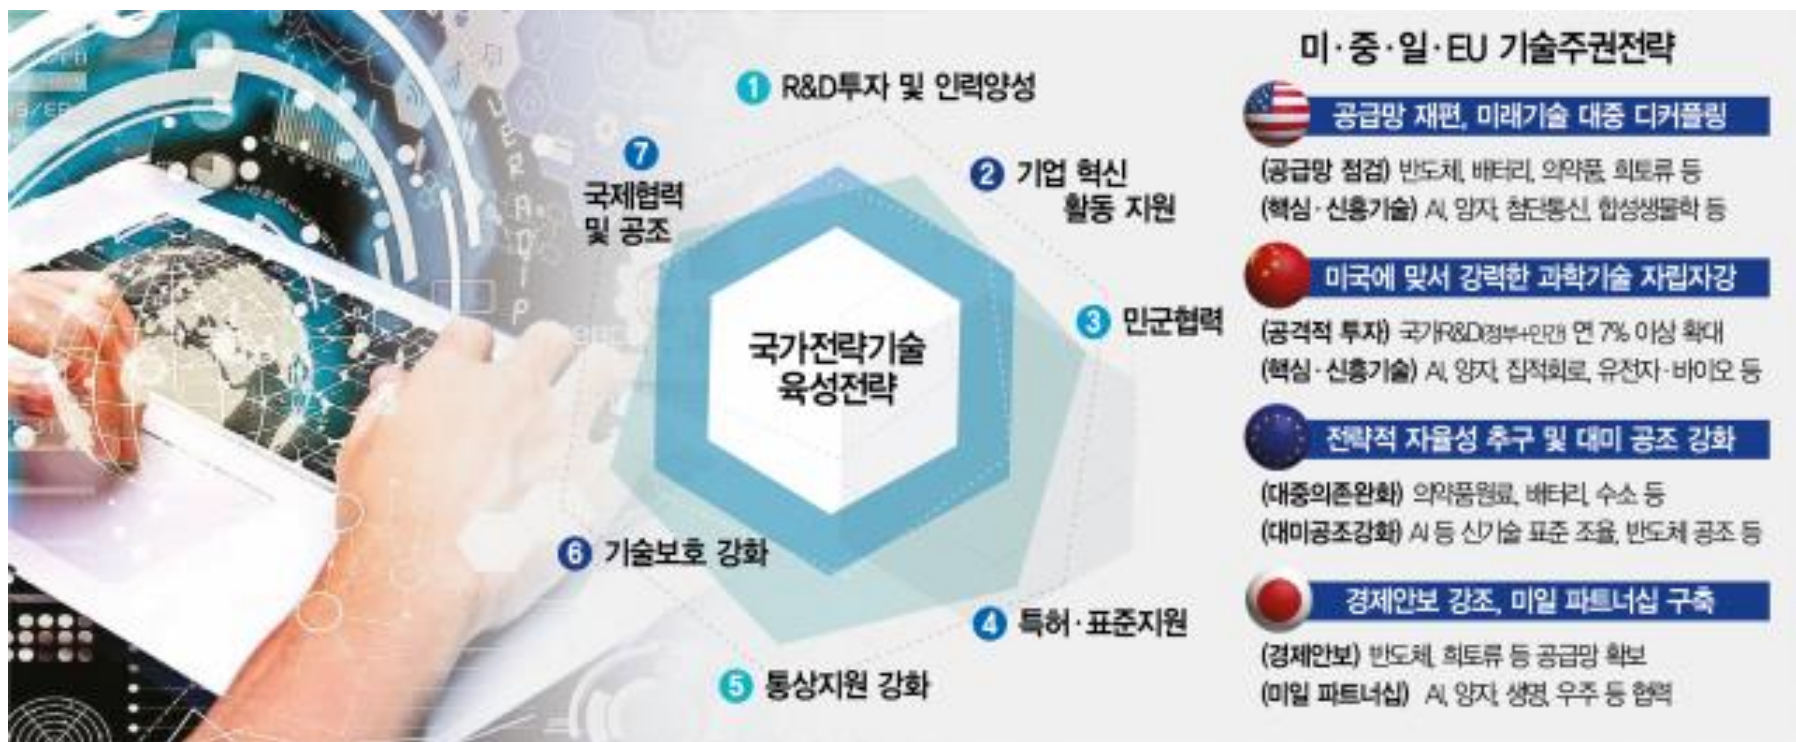 ① R&D투자 및 인력양성
② 기업 혁신
활동 지원
③ 민군협력
④ 특허·표준지원
⑤ 통상지원 강화
⑥ 기술보호 강화
⑦
국제협력
및 공조
국가전략기술
육성전략
미·중·일·EU 기술주권전략
공급망 재편, 미래기술 대중 디커플링
(공급망 점검) 반도체, 배터리, 의약품, 희토류 등
(핵심·신흥기술) AI, 양자, 첨단통신, 합성생물학 등
미국에 맞서 강력한 과학기술 자립자강
(공격적 투자) 국가R&D(정부+민간) 연 7% 이상 확대
(핵심·신흥기술) AI, 양자, 집적회로, 유전자·바이오 등
전략적 자율성 추구 및 대미 공조 강화
(대중의존완화) 의약품원료, 배터리, 수소 등
(대미공조강화) AI 등 신기술 표준 조율, 반도체 공조 등
경제안보 강조, 미일 파트너십 구축
(경제안보) 반도체, 희토류 등 공급망 확보
(미일 파트너십) AI, 양자, 생명, 우주 등 협력